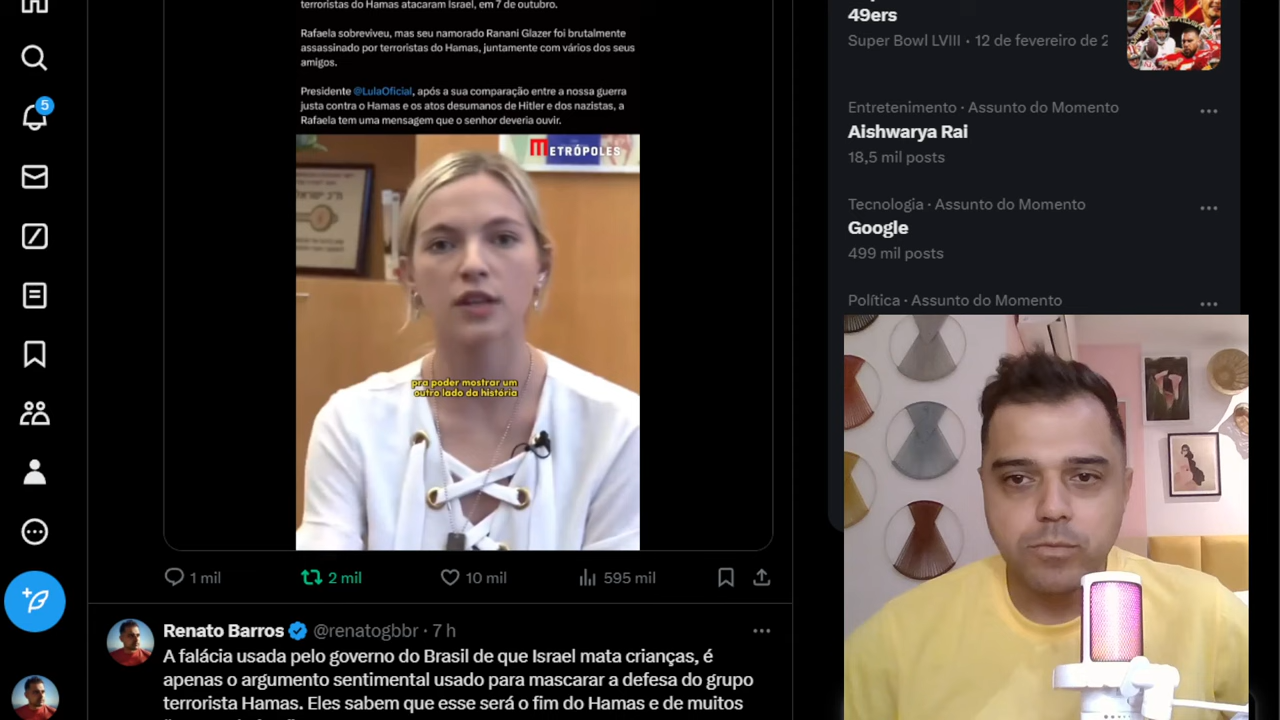 terroristas do Hamas atacaram Israel, em 7 de outubro.
Rafaela sobreviveu, mas seu namorado Ranani Glazer foi brutalmente
assassinado por terroristas do Hamas, juntamente com vários dos seus
amigos.
Presidente @LulaOficial, após a sua comparação entre a nossa guerra
justa contra o Hamas e os atos desumanos de Hitler e dos nazistas, a
Rafaela tem uma mensagem que o senhor deveria ouvir.
METRÓPOLES
pra poder mostrar um
outro lado da história
1 mil
2 mil
10 mil
595 mil
Renato Barros @renatogbbr · 7 h
A falácia usada pelo governo do Brasil de que Israel mata crianças, é
apenas o argumento sentimental usado para mascarar a defesa do grupo
terrorista Hamas. Eles sabem que esse será o fim do Hamas e de muitos
5
49ers
Super Bowl LVIII · 12 de fevereiro de 2
Entretenimento · Assunto do Momento
Aishwarya Rai
18,5 mil posts
Tecnologia · Assunto do Momento
Google
499 mil posts
Política · Assunto do Momento